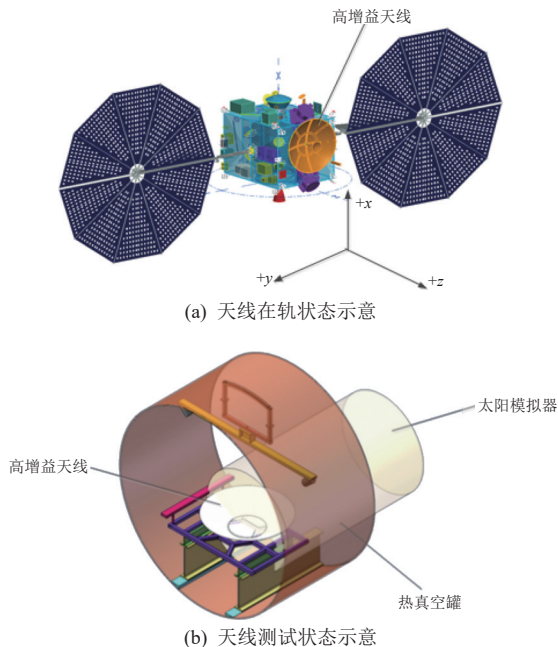 高增益天线
+x
+y
+z
(a) 天线在轨状态示意
太阳模拟器
高增益天线
热真空罐
(b) 天线测试状态示意